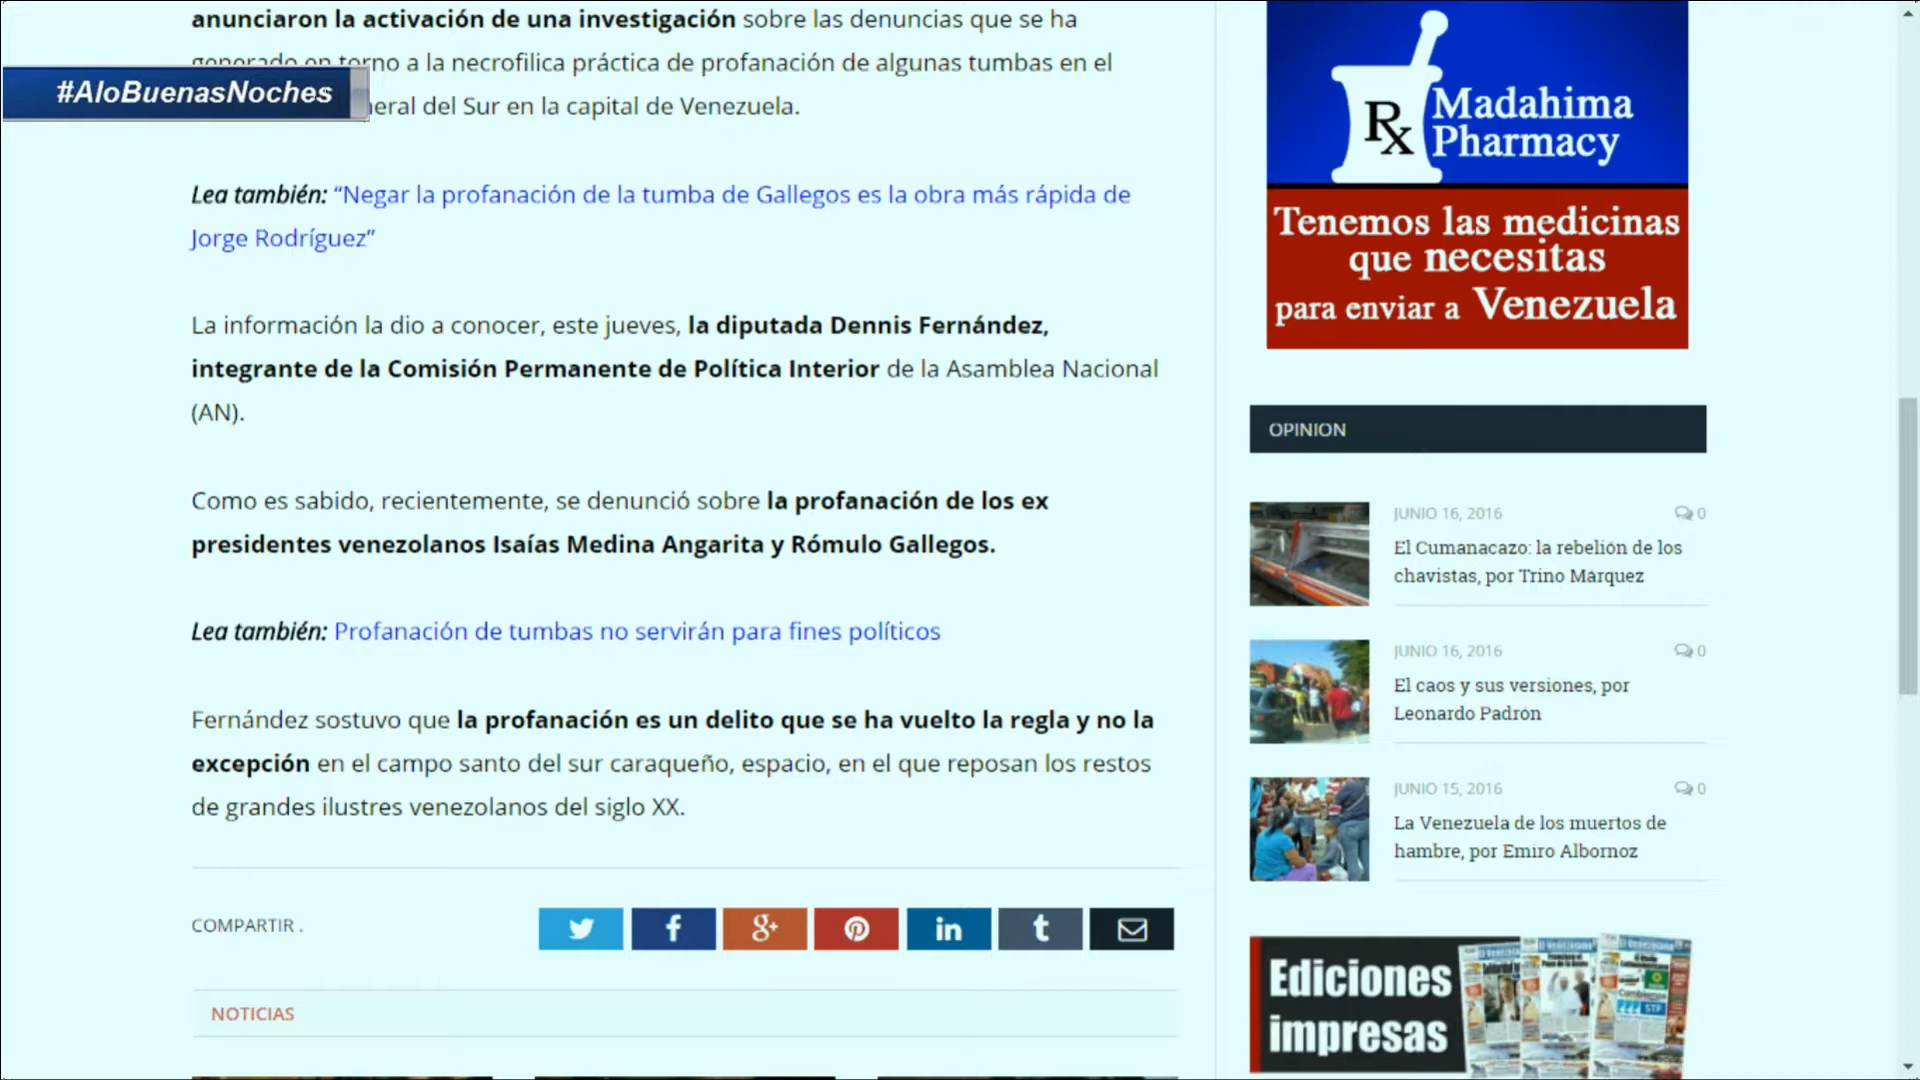 anunciaron la activación de una investigación sobre las denuncias que se ha
generado en torno a la necrofilica práctica de profanación de algunas tumbas en el
#AloBuenasNoches
neral del Sur en la capital de Venezuela.
Lea también: “Negar la profanación de la tumba de Gallegos es la obra más rápida de
Jorge Rodríguez”
La información la dio a conocer, este jueves, la diputada Dennis Fernández,
integrante de la Comisión Permanente de Política Interior de la Asamblea Nacional
(AN).
Como es sabido, recientemente, se denunció sobre la profanación de los ex
presidentes venezolanos Isaías Medina Angarita y Rómulo Gallegos.
Lea también: Profanación de tumbas no servirán para fines políticos
Fernández sostuvo que la profanación es un delito que se ha vuelto la regla y no la
excepción en el campo santo del sur caraqueño, espacio, en el que reposan los restos
de grandes ilustres venezolanos del siglo XX.
COMPARTIR .
NOTICIAS
Rx
Madahima
Pharmacy
Tenemos las medicinas
que necesitas
para enviar a Venezuela
OPINION
JUNIO 16, 2016 0
El Cumanacazo: la rebelión de los
chavistas, por Trino Márquez
JUNIO 16, 2016 0
El caos y sus versiones, por
Leonardo Padrón
JUNIO 15, 2016 0
La Venezuela de los muertos de
hambre, por Emiro Albornoz
Ediciones
impresas